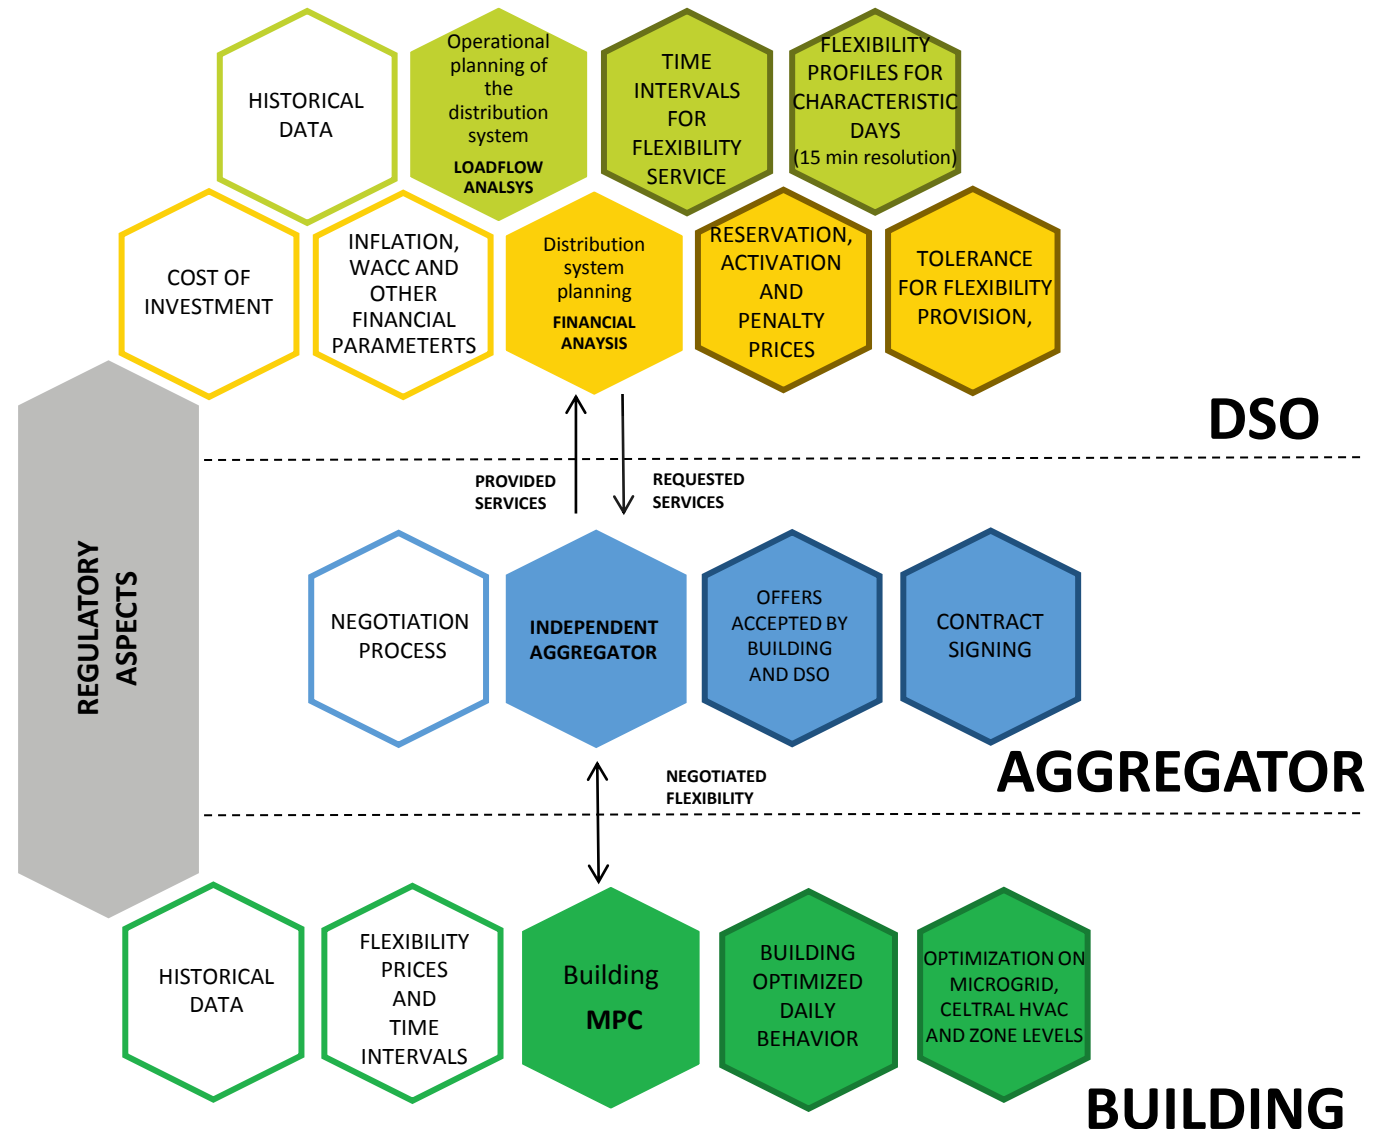 HISTORICAL
DATA
Operational
planning of
the
distribution
system
LOADFLOW
ANALSYS
TIME
INTERVALS
FOR
FLEXIBILITY
SERVICE
FLEXIBILITY
PROFILES FOR
CHARACTERISTIC
DAYS
(15 min resolution)
COST OF
INVESTMENT
INFLATION,
WACC AND
OTHER
FINANCIAL
PARAMETERTS
Distribution
system
planning
FINANCIAL
ANAYSIS
RESERVATION,
ACTIVATION
AND
PENALTY
PRICES
TOLERANCE
FOR FLEXIBILITY
PROVISION,
DSO
PROVIDED
SERVICES
REQUESTED
SERVICES
REGULATORY
ASPECTS
NEGOTIATION
PROCESS
INDEPENDENT
AGGREGATOR
OFFERS
ACCEPTED BY
BUILDING
AND DSO
CONTRACT
SIGNING
AGGREGATOR
NEGOTIATED
FLEXIBILITY
HISTORICAL
DATA
FLEXIBILITY
PRICES
AND
TIME
INTERVALS
Building
MPC
BUILDING
OPTIMIZED
DAILY
BEHAVIOR
OPTIMIZATION ON
MICROGRID,
CELTRAL HVAC
AND ZONE LEVELS
BUILDING